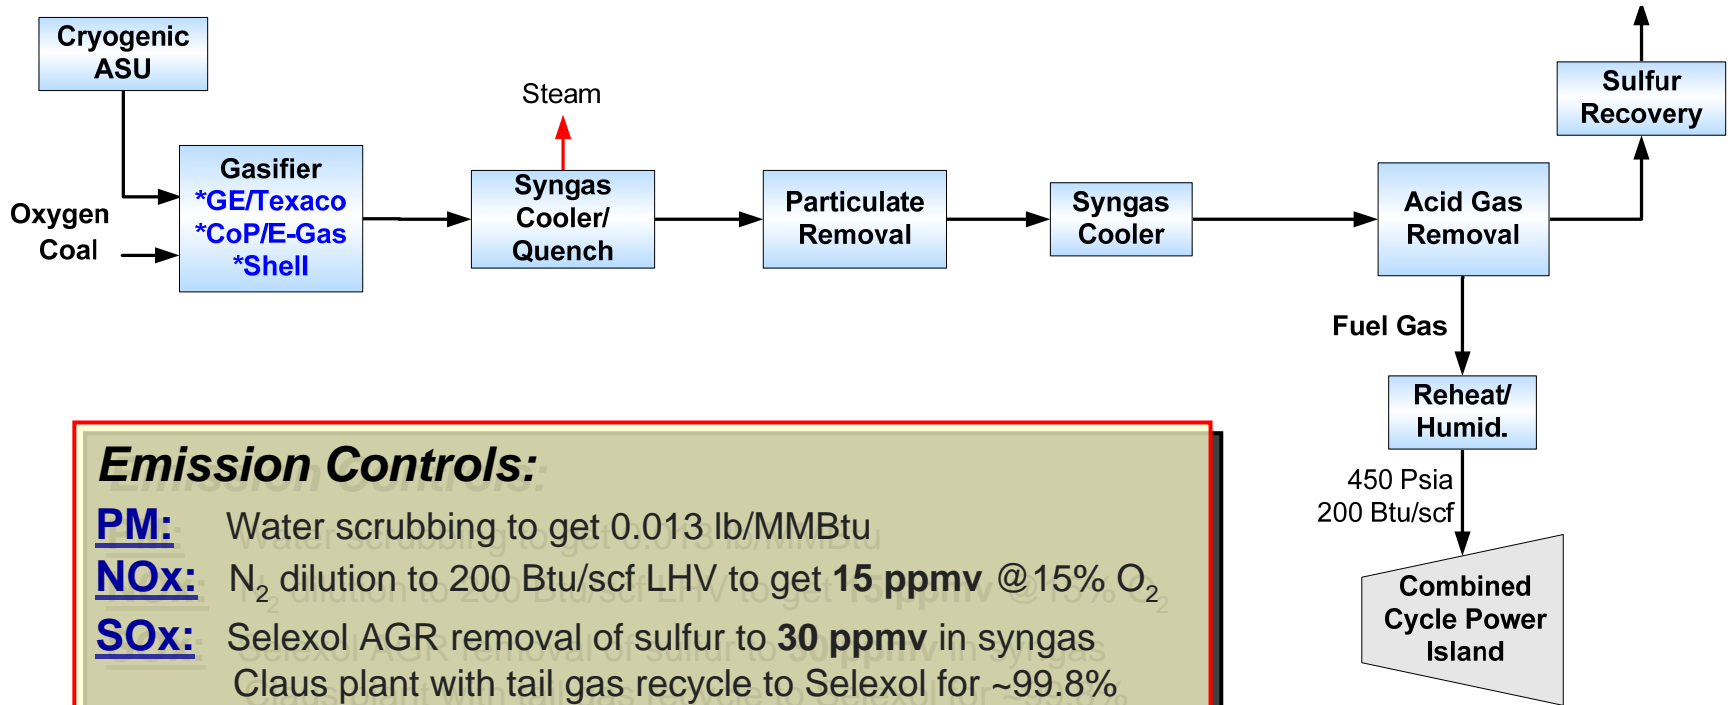 Cryogenic
ASU
Oxygen
Coal
Gasifier
*GE/Texaco
*CoP/E-Gas
*Shell
Steam
Syngas
Cooler/
Quench
Particulate
Removal
Syngas
Cooler
Acid Gas
Removal
Sulfur
Recovery
Fuel Gas
Reheat/
Humid.
450 Psia
200 Btu/scf
Combined
Cycle Power
Island
Emission Controls:
PM: Water scrubbing to get 0.013 lb/MMBtu
NOx: N2 dilution to 200 Btu/scf LHV to get 15 ppmv @15% O2
SOx: Selexol AGR removal of sulfur to 30 ppmv in syngas
Claus plant with tail gas recycle to Selexol for ~99.8%